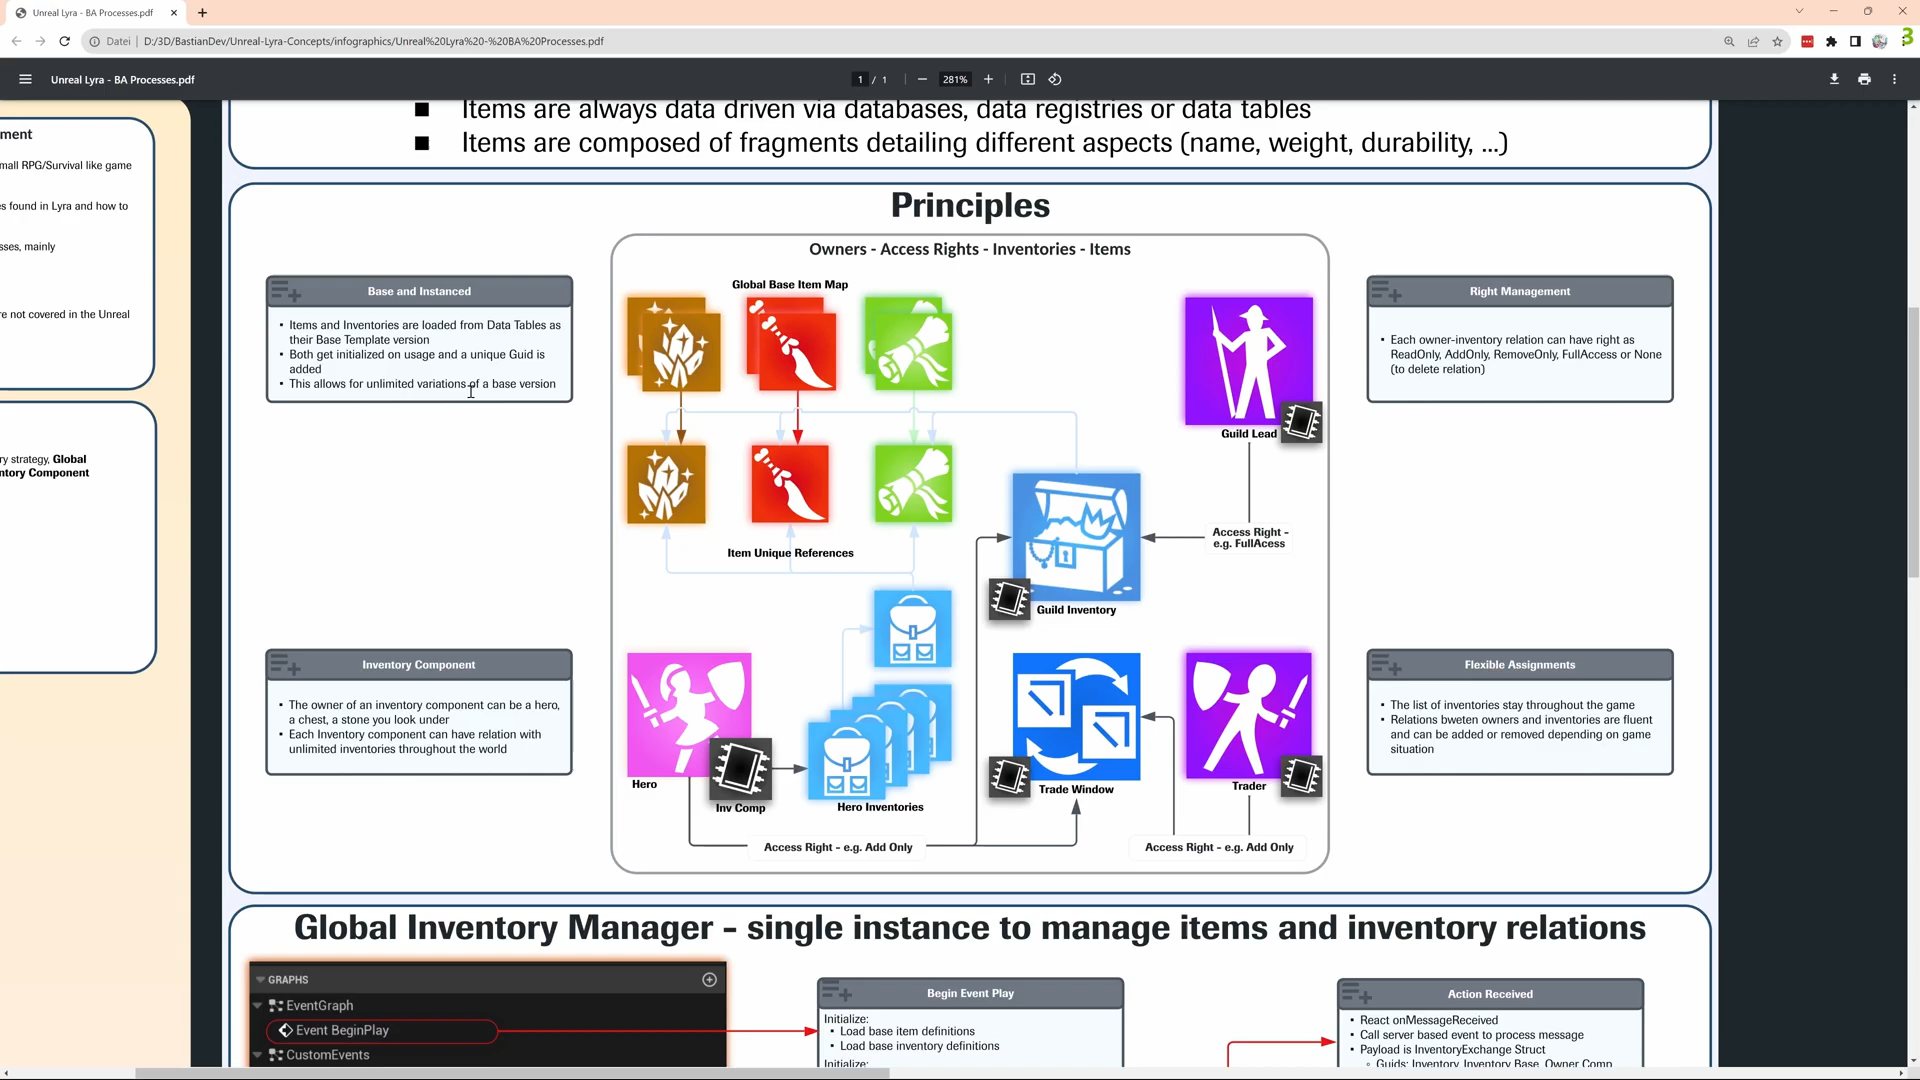 Unreal Lyra - BA Processes.pdf
Datei
D:/3D/BastianDev/Unreal-Lyra-Concepts/infographics/Unreal%20Lyra%20-%20BA%20Processes.pdf
3
Unreal Lyra - BA Processes.pdf
1 / 1
281%
ment
mall RPG/Survival like game
es found in Lyra and how to
sses, mainly
re not covered in the Unreal
ry strategy, Global
ntory Component
Items are always data driven via databases, data registries or data tables
Items are composed of fragments detailing different aspects (name, weight, durability, ...)
Principles
Owners - Access Rights - Inventories - Items
Base and Instanced
Items and Inventories are loaded from Data Tables as
their Base Template version
Both get initialized on usage and a unique Guid is
added
This allows for unlimited variations of a base version
Global Base Item Map
Item Unique References
Guild Lead
Access Right -
e.g. FullAcess
Guild Inventory
Right Management
Each owner-inventory relation can have right as
ReadOnly, AddOnly, RemoveOnly, FullAccess or None
(to delete relation)
Inventory Component
The owner of an inventory component can be a hero,
a chest, a stone you look under
Each Inventory component can have relation with
unlimited inventories throughout the world
Hero
Inv Comp
Hero Inventories
Trade Window
Trader
Access Right - e.g. Add Only
Access Right - e.g. Add Only
Flexible Assignments
The list of inventories stay throughout the game
Relations bweten owners and inventories are fluent
and can be added or removed depending on game
situation
Global Inventory Manager - single instance to manage items and inventory relations
GRAPHS
EventGraph
Event BeginPlay
CustomEvents
Begin Event Play
Initialize:
Load base item definitions
Load base inventory definitions
Initialize:
Action Received
React onMessageReceived
Call server based event to process message
Payload is InventoryExchange Struct
Guids: Inventory, Inventory Base, Owner Comp